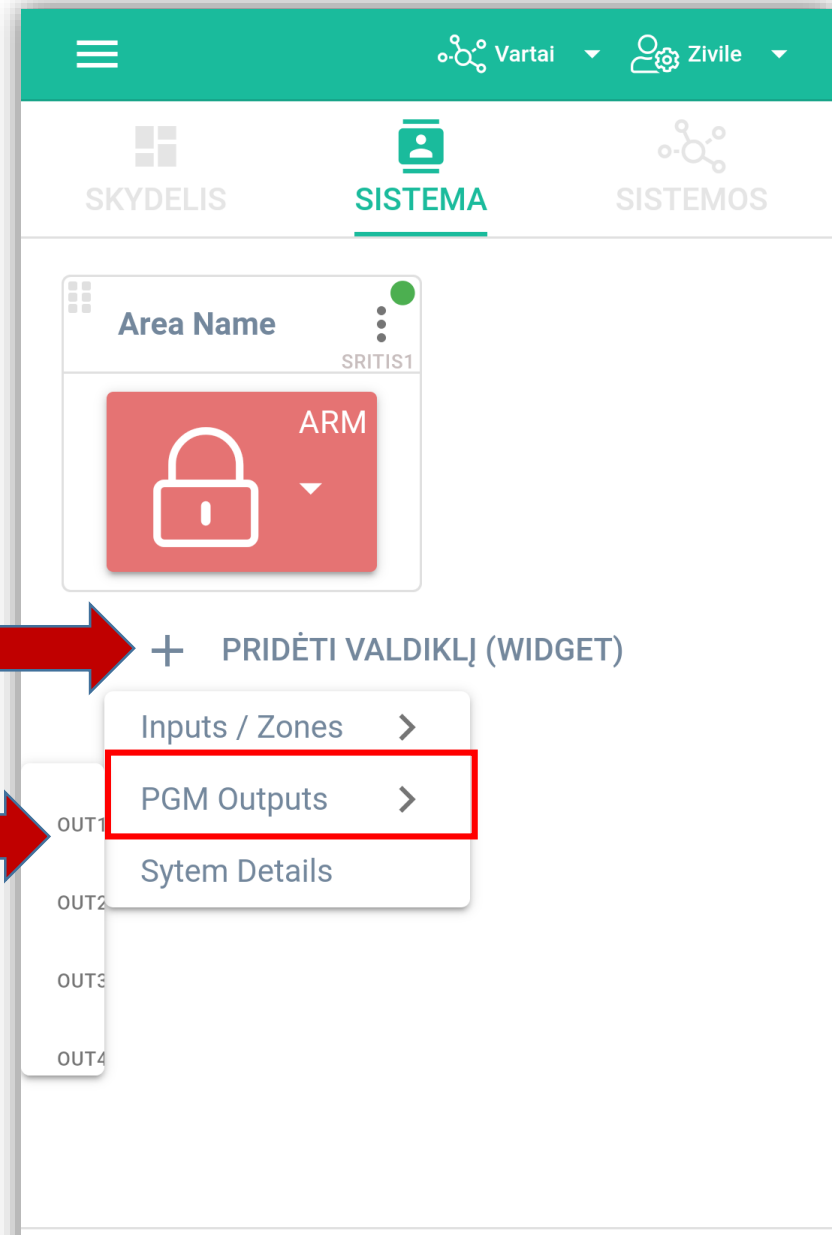 Vartai Zivile
SKYDELIS SISTEMA SISTEMOS
Area Name
SRITIS1
ARM
+ PRIDĖTI VALDIKLĮ (WIDGET)
Inputs / Zones
PGM Outputs
Sytem Details
OUT1
OUT2
OUT3
OUT4